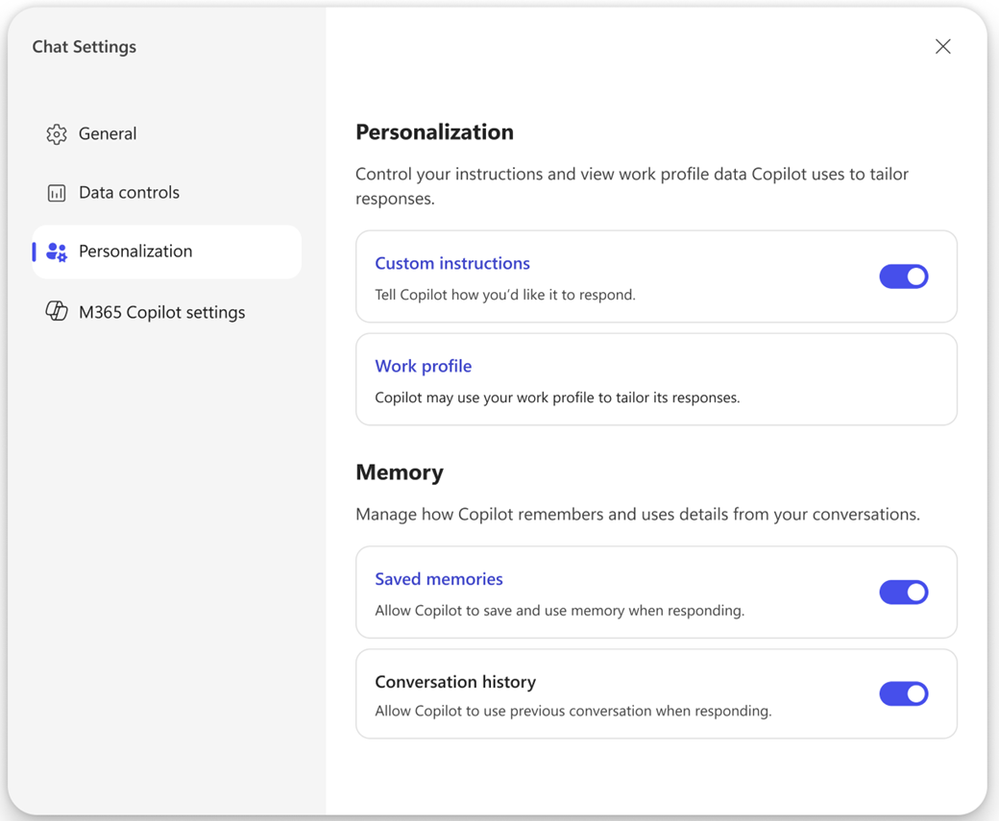 Chat Settings
General
Data controls
Personalization
M365 Copilot settings
Personalization
Control your instructions and view work profile data Copilot uses to tailor
responses.
Custom instructions
Tell Copilot how you’d like it to respond.
Work profile
Copilot may use your work profile to tailor its responses.
Memory
Manage how Copilot remembers and uses details from your conversations.
Saved memories
Allow Copilot to save and use memory when responding.
Conversation history
Allow Copilot to use previous conversation when responding.